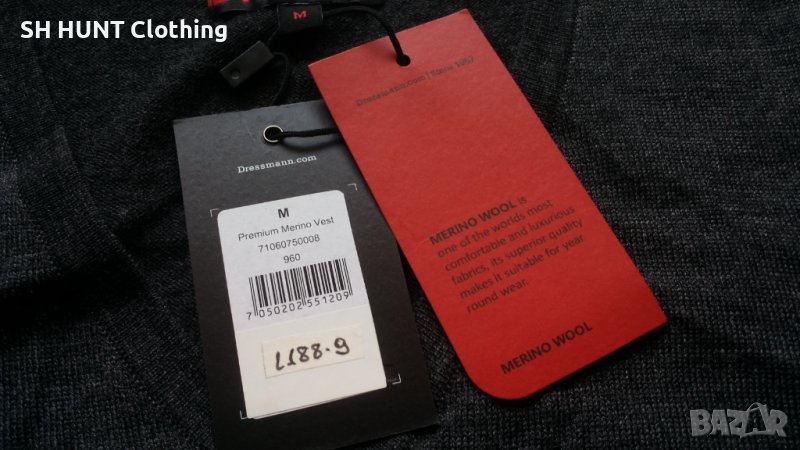 SH HUNT Clothing
M
Dressmann.com | Since 1967
Dressmann.com
M
Premium Merino Vest
71060750008
960
7 050202 551209
L188-9
MERINO WOOL is
one of the worlds most
comfortable and luxurious
fabrics, its superior quality
makes it suitable for year
round wear.
MERINO WOOL
BAZAR